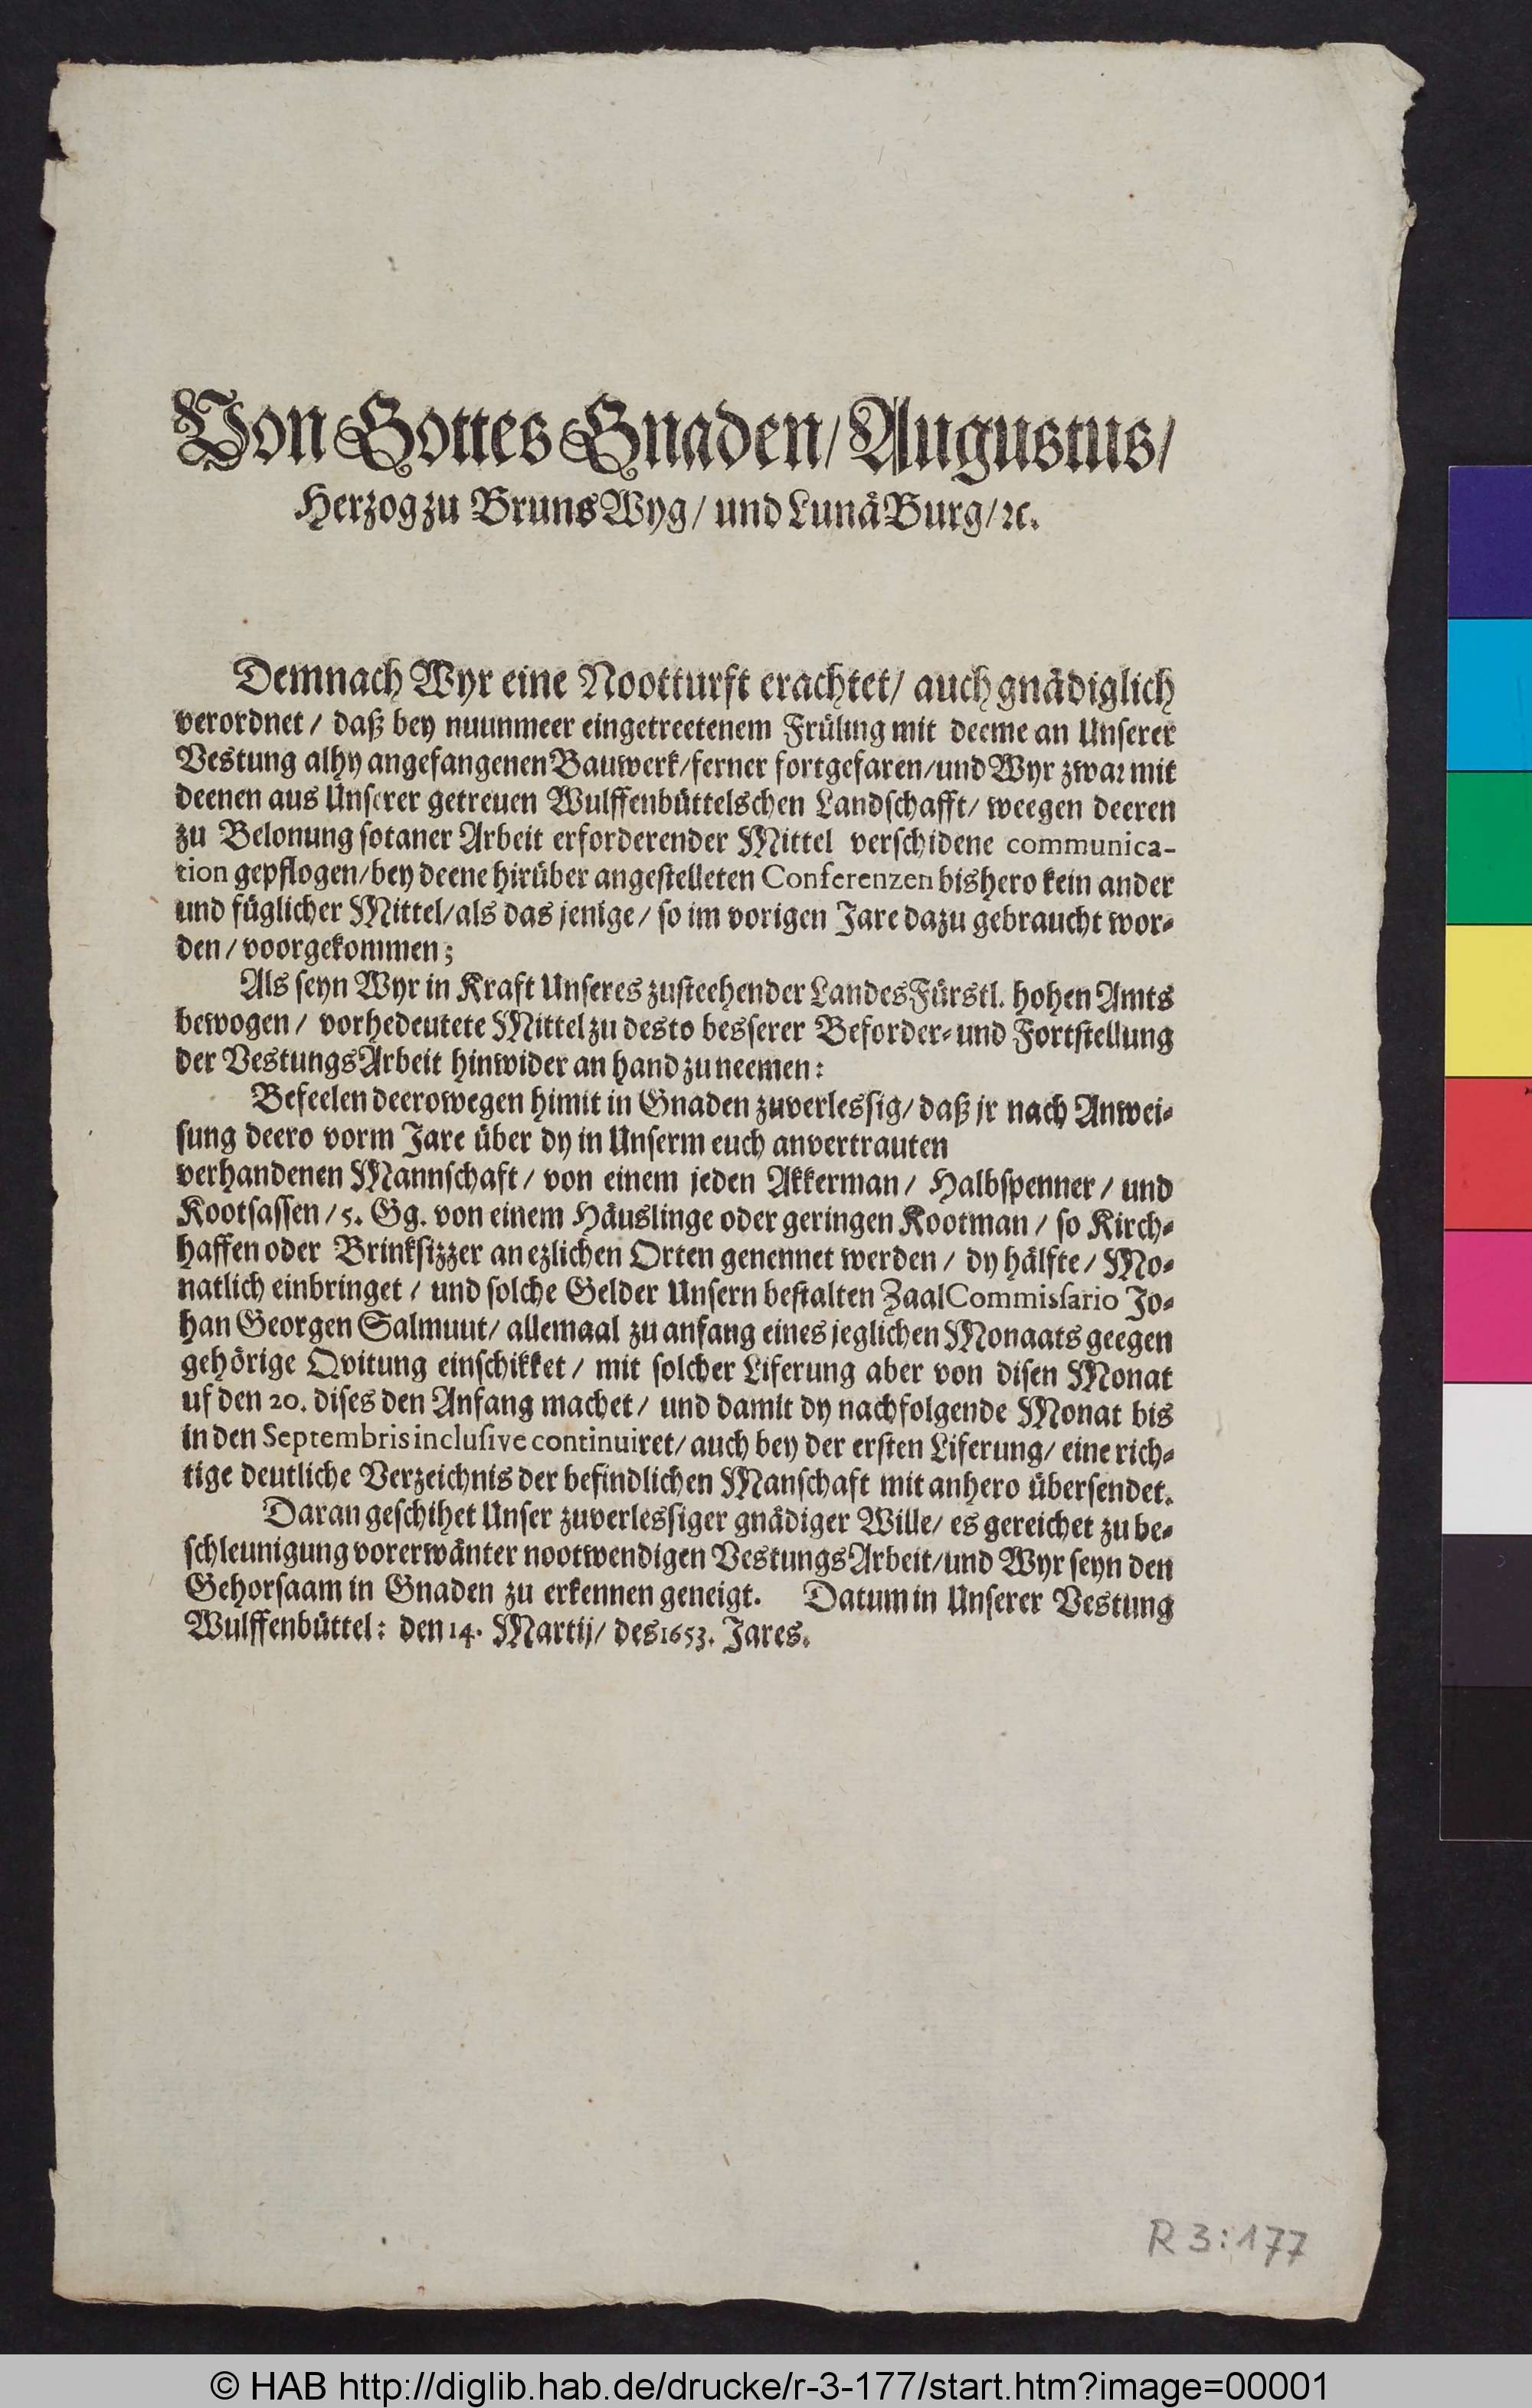 Von Gottes Gnaden/ Augustus/
Herzog zu BrunsWyg/ und LunäBurg/ ꝛc.
Demnach Wyr eine Nootturft erachtet/ auch gnädiglich
verordnet/ daß bey nuunmeer eingetreetenem Früling mit deeme an Unserer
Vestung alhy angefangenen Bauwerk/ ferner fortgefaren/ und Wyr zwar mit
deenen aus Unserer getreuen Wulffenbüttelschen Landschafft/ weegen deeren
zu Belonung sotaner Arbeit erforderender Mittel verschidene communica-
tion gepflogen/ bey deene hirüber angestelleten Conferenzen bishero kein ander
und füglicher Mittel/ als das jenige/ so im vorigen Jare dazu gebraucht wor-
den/ voorgekommen;
Als seyn Wyr in Kraft Unseres zusteehender LandesFürstl. hohen Amts
bewogen/ vorhedeutete Mittel zu desto besserer Beforder- und Fortstellung
der VestungsArbeit hinwider an hand zu neemen:
Befeelen deerowegen himit in Gnaden zuverlessig/ daß jr nach Anwei-
sung deero vorm Jare über dy in Unserm euch anvertrauten
verhandenen Mannschaft/ von einem jeden Akkerman/ Halbspenner/ und
Kootsassen/ 5. Gg. von einem Häuslinge oder geringen Kootman/ so Kirch-
haffen oder Brinksizzer an ezlichen Orten genennet werden/ dy hälfte/ Mo-
natlich einbringet/ und solche Gelder Unsern bestalten ZaalCommissario Jo-
han Georgen Salmuut/ allemaal zu anfang eines jeglichen Monaats geegen
gehörige Qvitung einschikket/ mit solcher Liferung aber von disen Monat
uf den 20. dises den Anfang machet/ und damit dy nachfolgende Monat bis
in den Septembris inclusive continuiret/ auch bey der ersten Liferung/ eine rich-
tige deutliche Verzeichnis der befindlichen Manschaft mit anhero übersendet.
Daran geschihet Unser zuverlessiger gnädiger Wille/ es gereichet zu be-
schleunigung vorerwänter nootwendigen VestungsArbeit/ und Wyr seyn den
Gehorsaam in Gnaden zu erkennen geneigt. Datum in Unserer Vestung
Wulffenbüttel: den 14. Martij/ des 1653. Jares.
R 3:177
© HAB http://diglib.hab.de/drucke/r-3-177/start.htm?image=00001